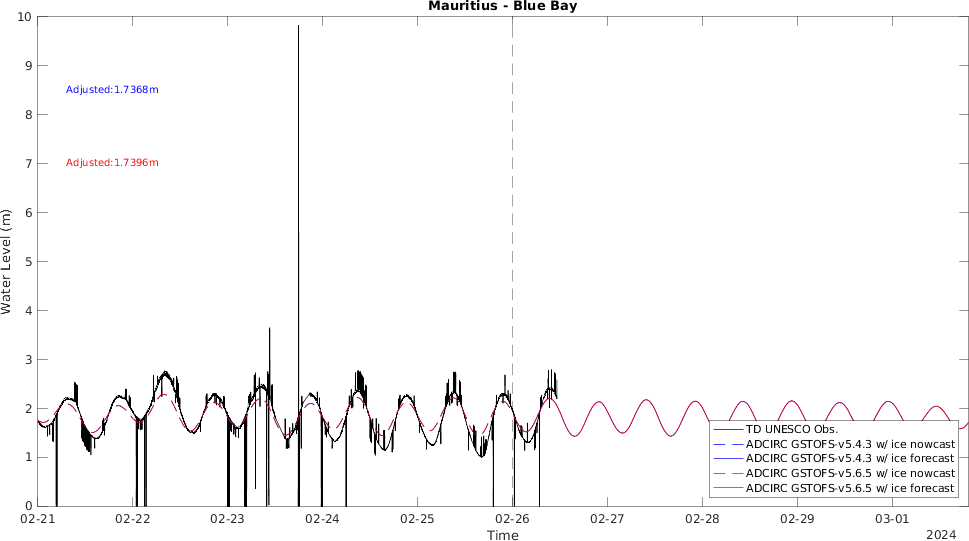 Mauritius - Blue Bay
10
9
8
7
6
5
4
3
2
1
0
Water Level (m)
Adjusted:1.7368m
Adjusted:1.7396m
TD UNESCO Obs.
ADCIRC GSTOFS-v5.4.3 w/ ice nowcast
ADCIRC GSTOFS-v5.4.3 w/ ice forecast
ADCIRC GSTOFS-v5.6.5 w/ ice nowcast
ADCIRC GSTOFS-v5.6.5 w/ ice forecast
02-21 02-22 02-23 02-24 02-25 02-26 02-27 02-28 02-29 03-01
Time
2024